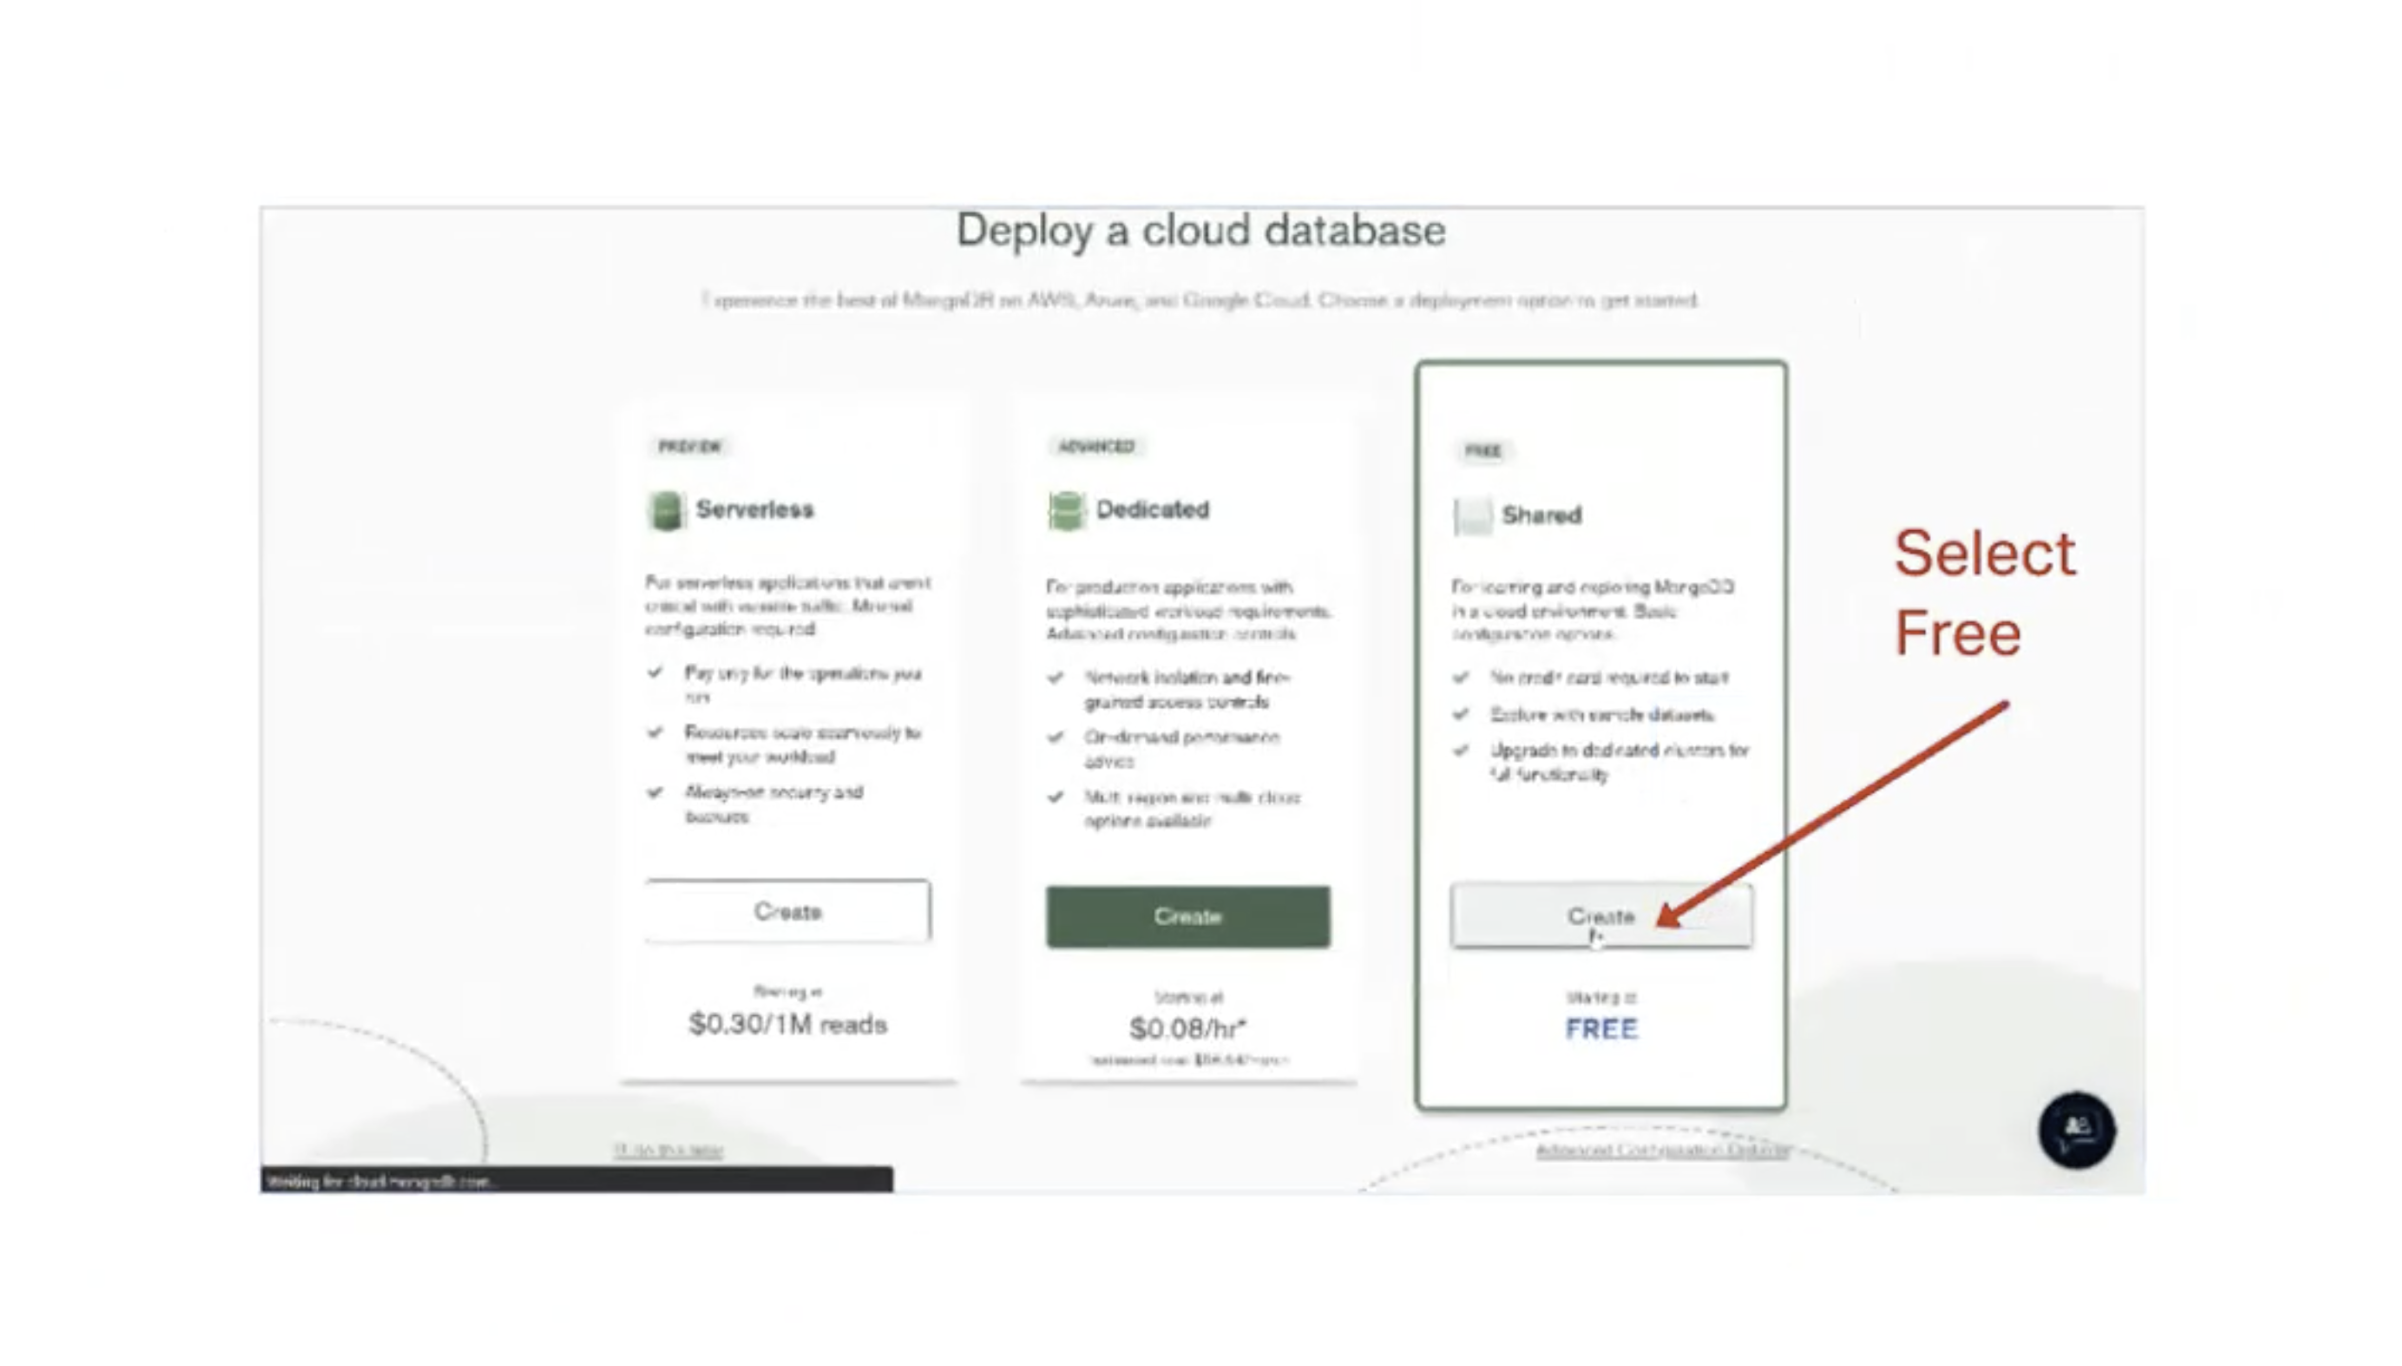 Deploy a cloud database
Experience the best of MongoDB on AWS, Azure, and Google Cloud. Choose a deployment option to get started.
PREVIEW
Serverless
For serverless applications that aren't
critical with variable traffic. Minimal
configuration required
Pay only for the operations you
run
Resources scale seamlessly to
meet your workload
Always-on security and
backups
Create
Starting at
$0.30/1M reads
ADVANCED
Dedicated
For production applications with
sophisticated workload requirements.
Advanced configuration controls
Network isolation and fine-
grained access controls
On-demand performance
advice
Multi-region and multi-cloud
options available
Create
Starting at
$0.08/hr*
FREE
Shared
For learning and exploring MongoDB
in a cloud environment. Basic
configuration options.
No credit card required to start
Explore with sample datasets
Upgrade to dedicated clusters for
full functionality
Create
Starting at
FREE
Select
Free
Advanced Configuration Options
Waiting for cloud.mongodb.com...